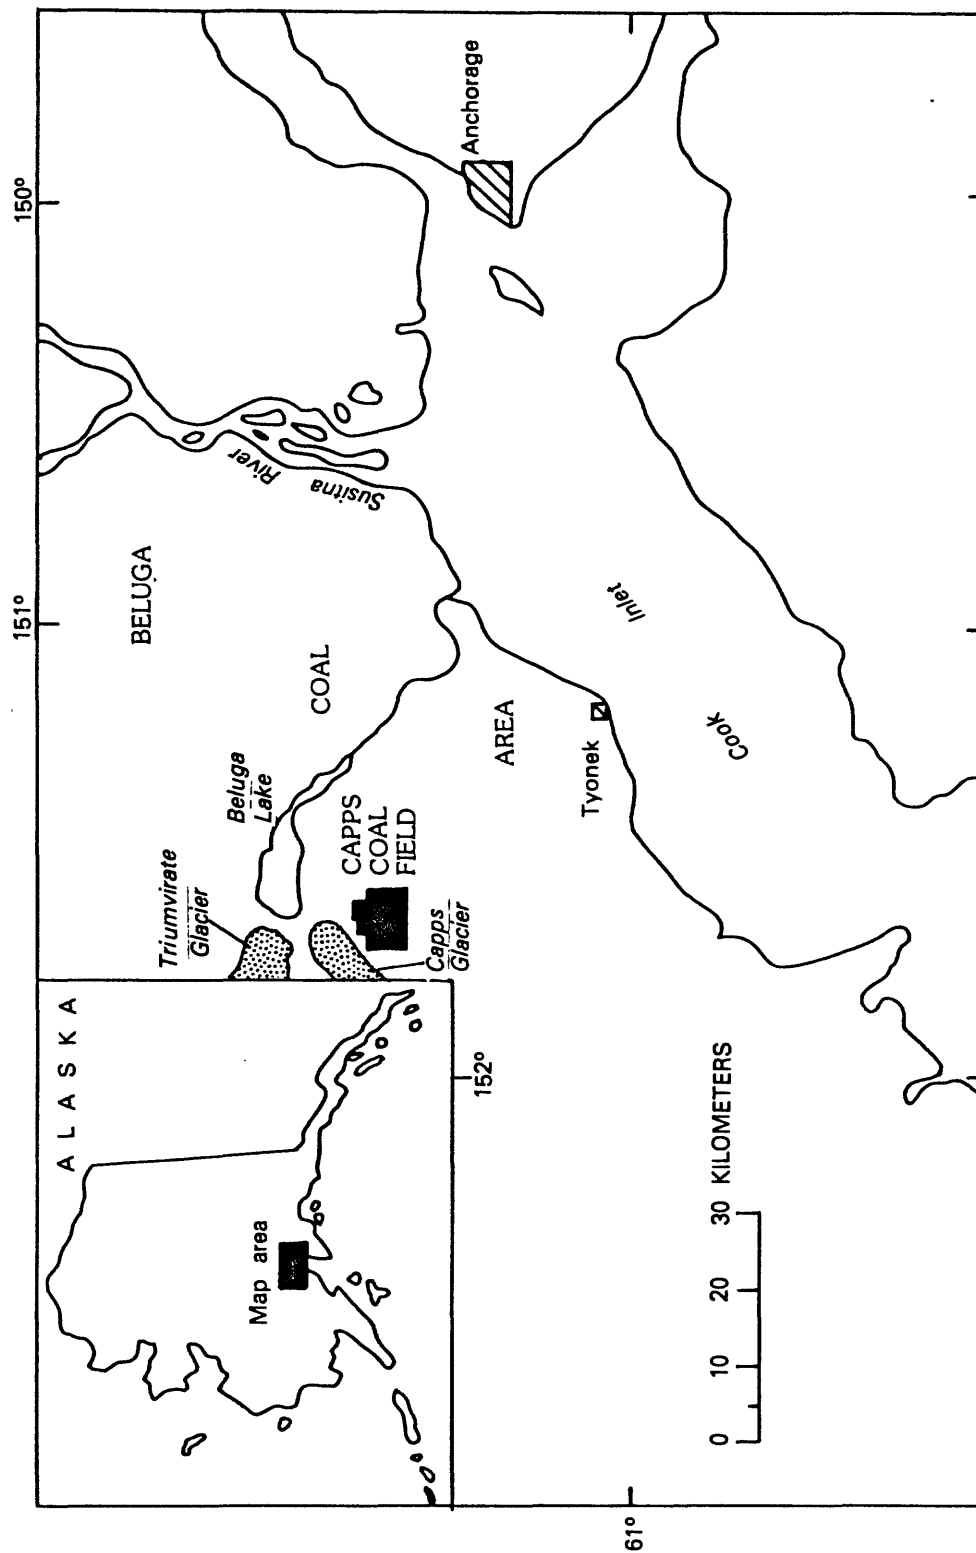 150°
151°
ALASKA
Map area
Triumvirate
Glacier
Beluga
Lake
BELUGA
COAL
AREA
Susitna
River
CAPPS
COAL
FIELD
Capps
Glacier
152°
Anchorage
Tyonek
Cook
Inlet
61°
0 10 20 30 KILOMETERS